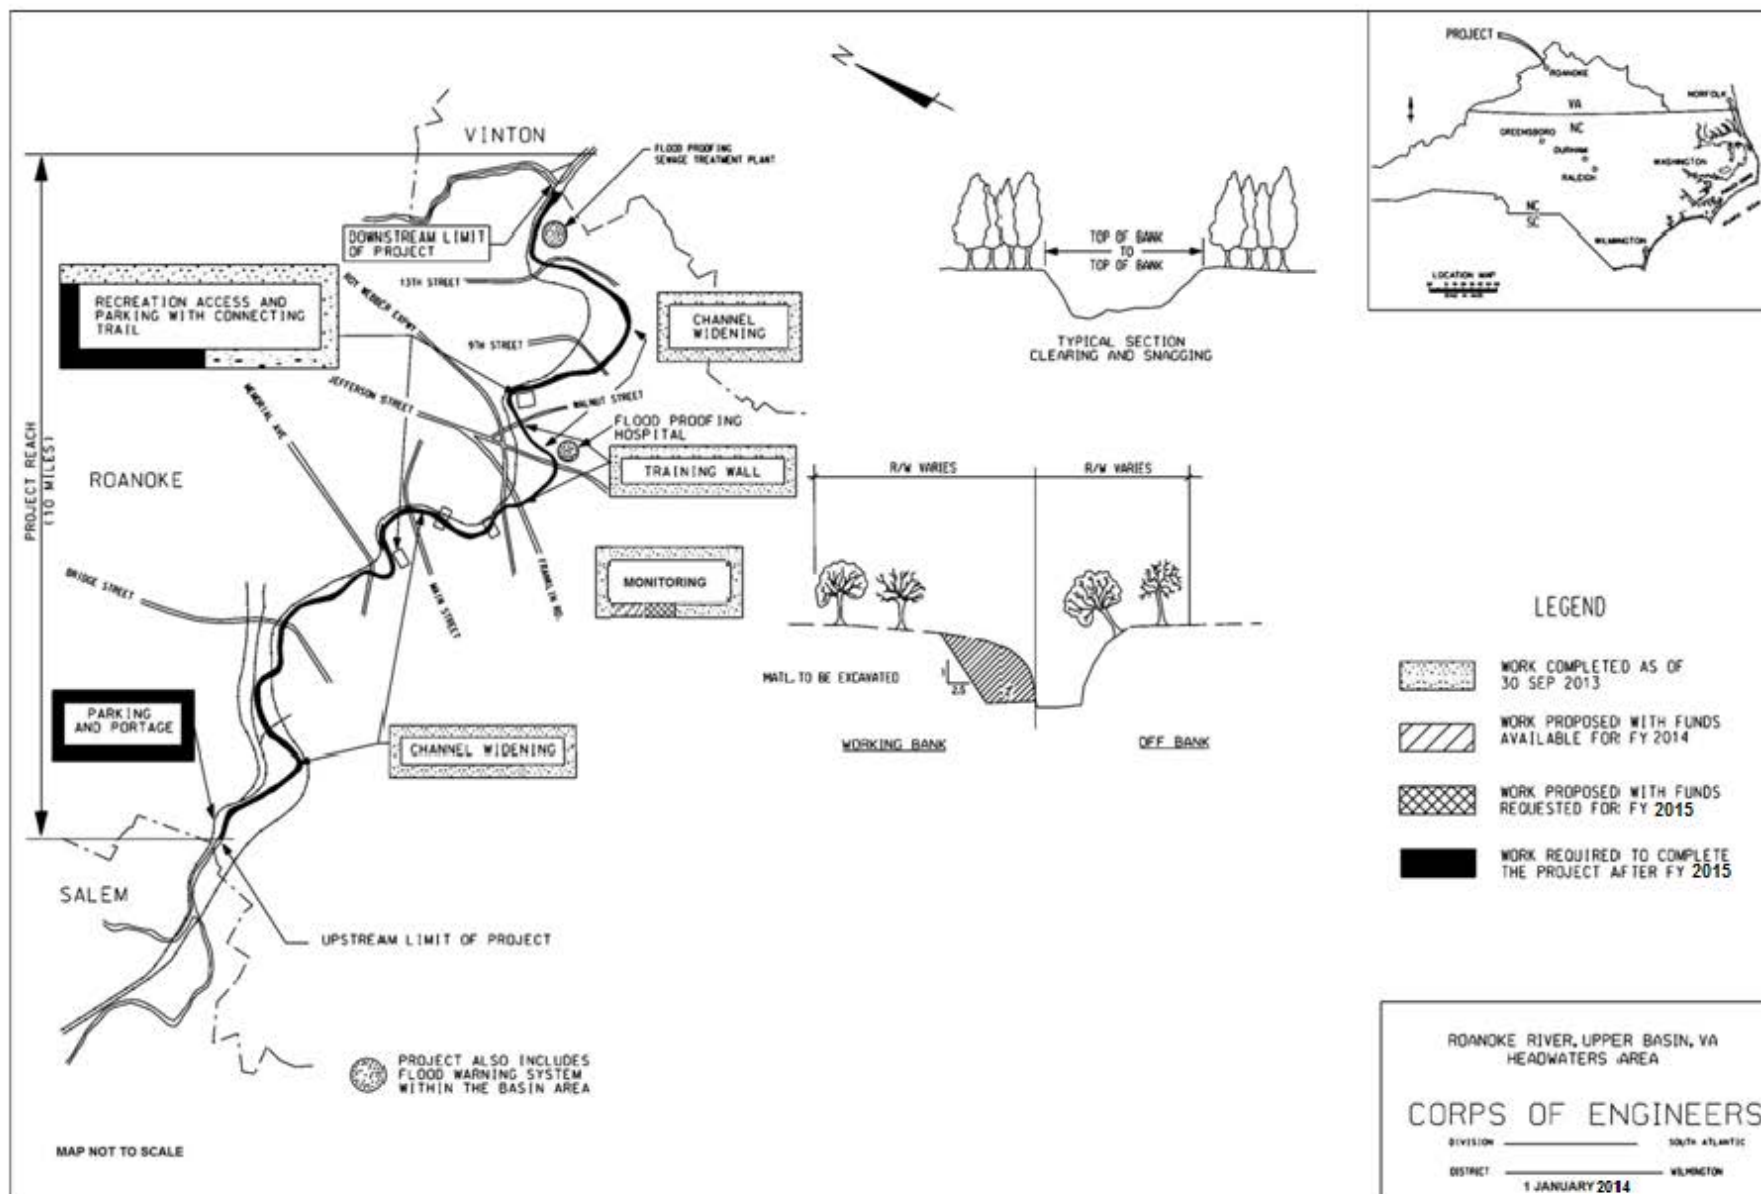 VINTON
FLOOD PROOFING
SEWAGE TREATMENT PLANT
N
DOWNSTREAM LIMIT
OF PROJECT
13TH STREET
ROY WEBBER EXPWY
RECREATION ACCESS AND
PARKING WITH CONNECTING
TRAIL
CHANNEL
WIDENING
9TH STREET
JEFFERSON STREET
MEMORIAL AVE
WALNUT STREET
FLOOD PROOFING
HOSPITAL
TRAINING WALL
PROJECT REACH
(10 MILES)
ROANOKE
BRIDGE STREET
MAIN STREET
FRANKLIN RD.
MONITORING
PARKING
AND PORTAGE
CHANNEL WIDENING
SALEM
UPSTREAM LIMIT OF PROJECT
PROJECT ALSO INCLUDES
FLOOD WARNING SYSTEM
WITHIN THE BASIN AREA
MAP NOT TO SCALE
TOP OF BANK
TO
TOP OF BANK
TYPICAL SECTION
CLEARING AND SNAGGING
R/W VARIES
R/W VARIES
MATL. TO BE EXCAVATED
1
2.5
WORKING BANK
OFF BANK
PROJECT
ROANOKE
NORFOLK
VA
NC
GREENSBORO
DURHAM
RALEIGH
WASHINGTON
NC
SC
WILMINGTON
LOCATION MAP
LEGEND
WORK COMPLETED AS OF
30 SEP 2013
WORK PROPOSED WITH FUNDS
AVAILABLE FOR FY 2014
WORK PROPOSED WITH FUNDS
REQUESTED FOR FY 2015
WORK REQUIRED TO COMPLETE
THE PROJECT AFTER FY 2015
ROANOKE RIVER, UPPER BASIN, VA
HEADWATERS AREA
CORPS OF ENGINEERS
DIVISION SOUTH ATLANTIC
DISTRICT WILMINGTON
1 JANUARY 2014